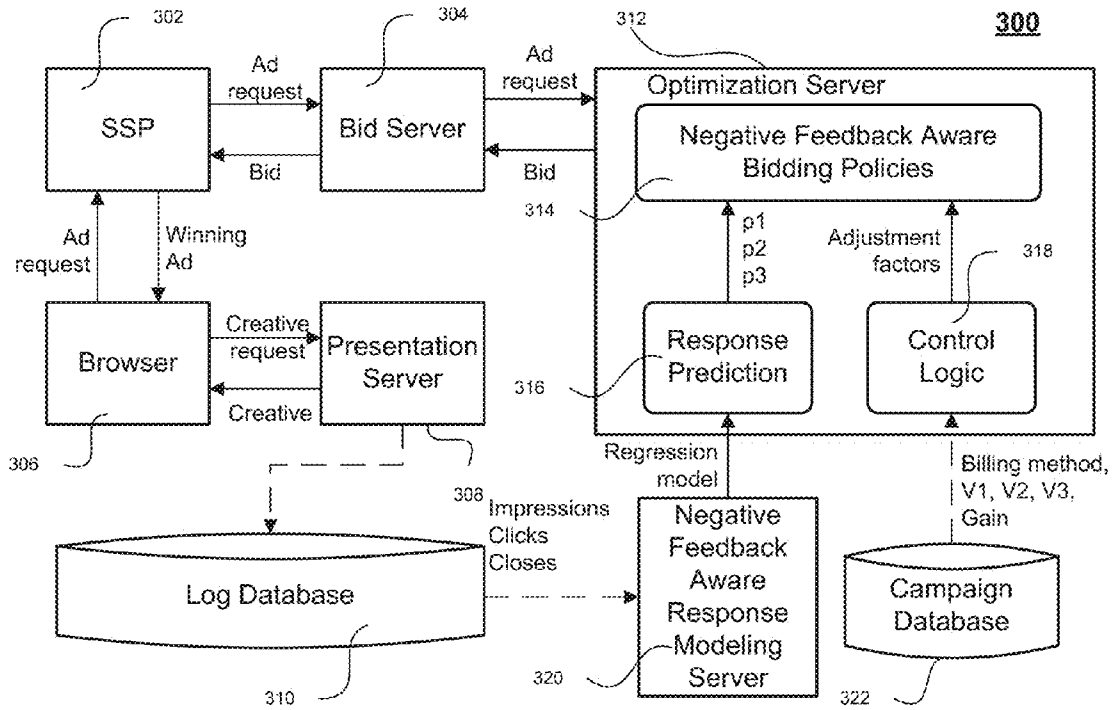 300
302
304
312
Ad
request
Ad
request
Optimization Server
SSP
Bid Server
Negative Feedback Aware
Bidding Policies
Bid
Bid
314
Ad
request
Winning
Ad
p1
p2
p3
Adjustment
factors
318
Browser
Creative
request
Presentation
Server
Response
Prediction
Control
Logic
316
Creative
306
308
Regression
model
Billing method,
V1, V2, V3,
Gain
Impressions
Clicks
Closes
Log Database
Negative
Feedback
Aware
Response
Modeling
Server
Campaign
Database
310
320
322